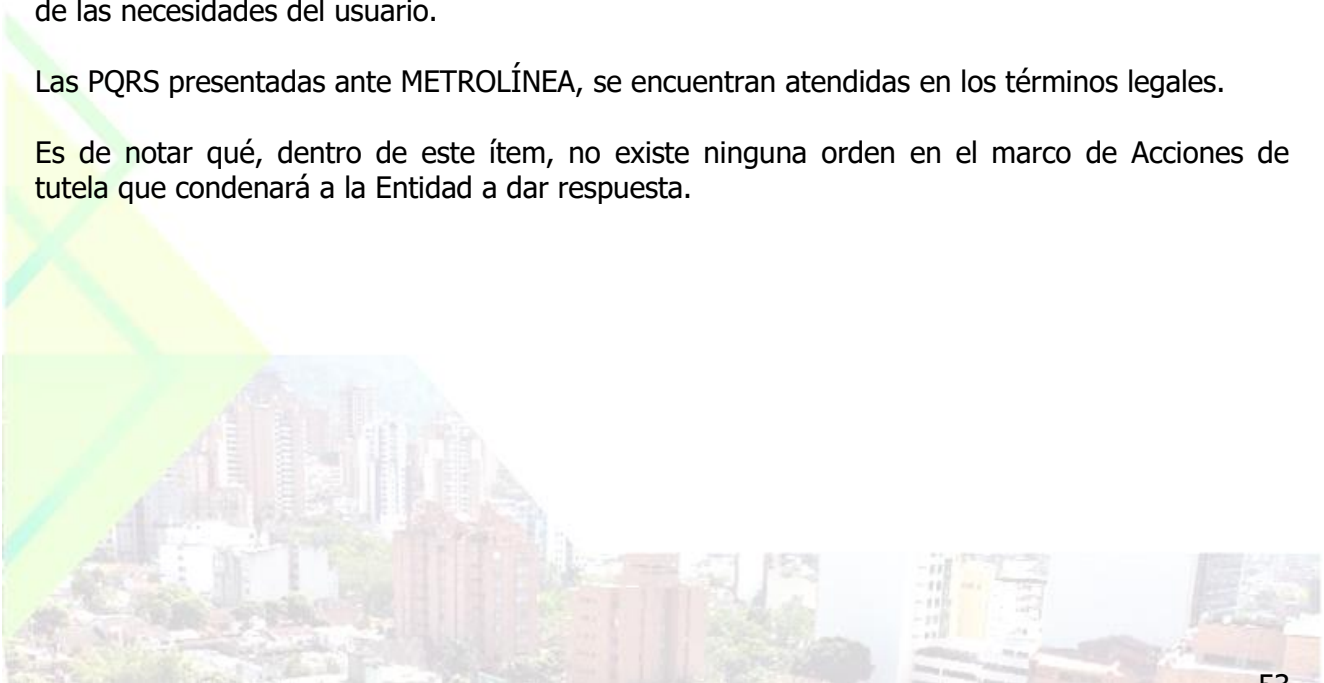 de las necesidades del usuario.
Las PQRS presentadas ante METROLÍNEA, se encuentran atendidas en los términos legales.
Es de notar qué, dentro de este ítem, no existe ninguna orden en el marco de Acciones de
tutela que condenará a la Entidad a dar respuesta.